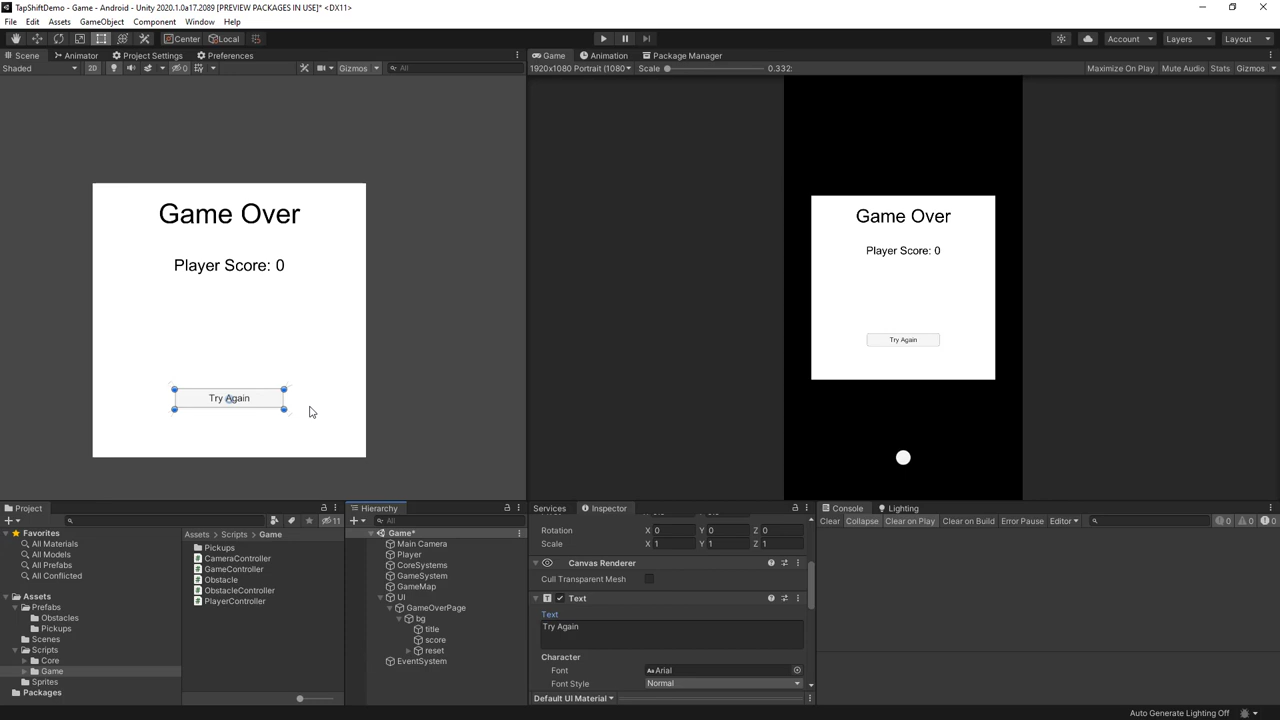 TapShiftDemo - Game - Android - Unity 2020.1.0a17.2089 [PREVIEW PACKAGES IN USE]* <DX11>
File Edit Assets GameObject Component Window Help
Center Local Account Layers Layout
Scene Animator Project Settings Preferences
Shaded 2D 0 Gizmos All
Game Animation Package Manager
1920x1080 Portrait (1080 Scale 0.332: Maximize On Play Mute Audio Stats Gizmos
Game Over
Player Score: 0
Try Again
Game Over
Player Score: 0
Try Again
Project
11
Favorites
All Materials
All Models
All Prefabs
All Conflicted
Assets
Prefabs
Obstacles
Pickups
Scenes
Scripts
Core
Game
Sprites
Packages
Assets > Scripts > Game
Pickups
CameraController
GameController
Obstacle
ObstacleController
PlayerController
Hierarchy
All
Game*
Main Camera
Player
CoreSystems
GameSystem
GameMap
UI
GameOverPage
bg
title
score
reset
EventSystem
Services Inspector
Rotation X 0 Y 0 Z 0
Scale X 1 Y 1 Z 1
Canvas Renderer
Cull Transparent Mesh
Text
Text
Try Again
Character
Font Arial
Font Style Normal
Default UI Material
Console Lighting
Clear Collapse Clear on Play Clear on Build Error Pause Editor 0 0 0
Auto Generate Lighting Off